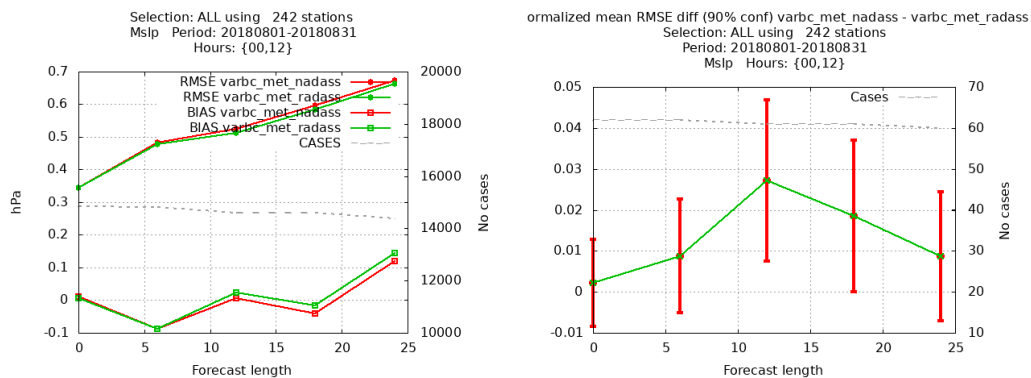 Selection: ALL using 242 stations
Mslp Period: 20180801-20180831
Hours: {00,12}
0.7
0.6
0.5
0.4
0.3
0.2
0.1
0
-0.1
hPa
RMSE varbc_met_nadass
RMSE varbc_met_radass
BIAS varbc_met_nadass
BIAS varbc_met_radass
CASES
20000
18000
16000
14000
12000
10000
No cases
0 5 10 15 20 25
Forecast length
ormalized mean RMSE diff (90% conf) varbc_met_nadass - varbc_met_radass
Selection: ALL using 242 stations
Period: 20180801-20180831
Mslp Hours: {00,12}
0.05
0.04
0.03
0.02
0.01
0
-0.01
Cases
70
60
50
40
30
20
10
No cases
0 5 10 15 20 25
Forecast length